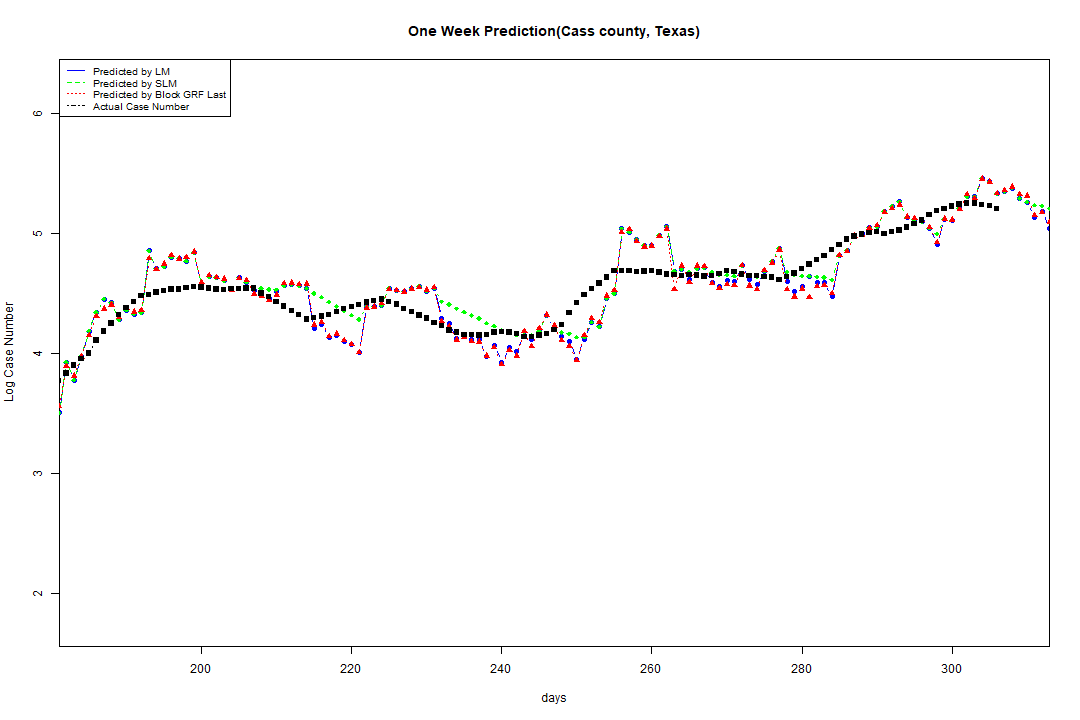 One Week Prediction(Cass county, Texas)
Predicted by LM
Predicted by SLM
Predicted by Block GRF Last
Actual Case Number
6
5
4
3
2
Log Case Number
200 220 240 260 280 300
days